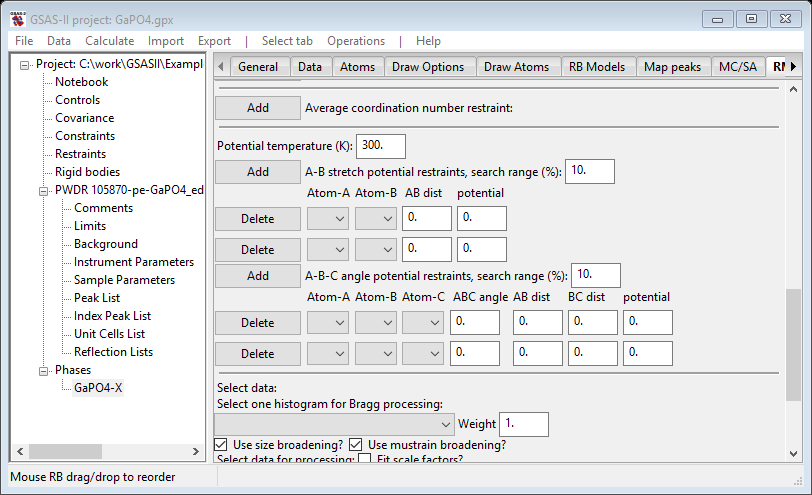 GSAS-II project: GaPO4.gpx
File Data Calculate Import Export | Select tab Operations | Help
Project: C:\work\GSASII\Exampl
Notebook
Controls
Covariance
Constraints
Restraints
Rigid bodies
PWDR 105870-pe-GaPO4_ed
Comments
Limits
Background
Instrument Parameters
Sample Parameters
Peak List
Index Peak List
Unit Cells List
Reflection Lists
Phases
GaPO4-X
General Data Atoms Draw Options Draw Atoms RB Models Map peaks MC/SA
Add Average coordination number restraint:
Potential temperature (K): 300.
Add A-B stretch potential restraints, search range (%): 10.
Atom-A Atom-B AB dist potential
Delete 0. 0.
Delete 0. 0.
Add A-B-C angle potential restraints, search range (%): 10.
Atom-A Atom-B Atom-C ABC angle AB dist BC dist potential
Delete 0. 0. 0. 0.
Delete 0. 0. 0. 0.
Select data:
Select one histogram for Bragg processing:
Weight 1.
Use size broadening? Use mustrain broadening?
Select data for processing: Fit scale factors?
Mouse RB drag/drop to reorder